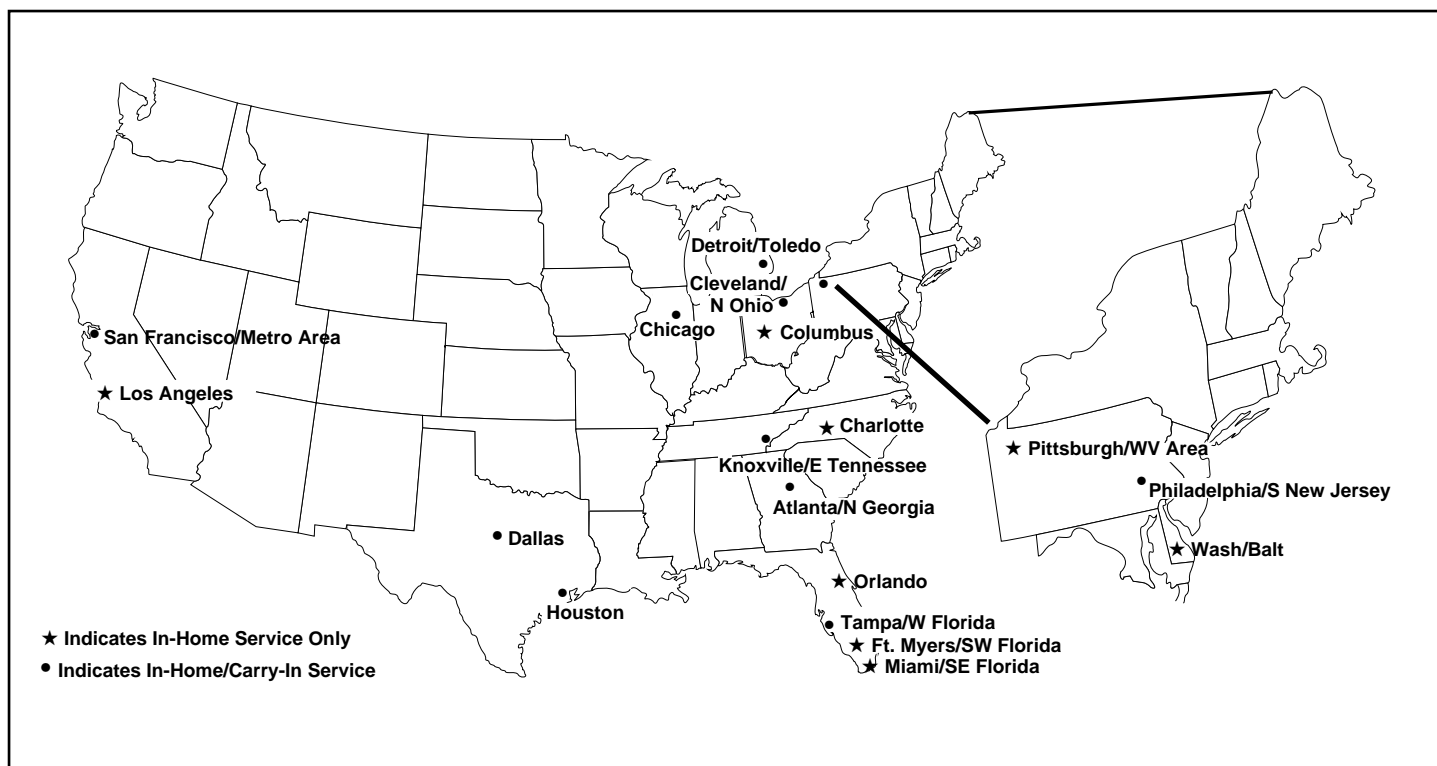 Detroit/Toledo
Cleveland/
N Ohio
Chicago
Columbus
San Francisco/Metro Area
Los Angeles
Charlotte
Knoxville/E Tennessee
Atlanta/N Georgia
Pittsburgh/WV Area
Philadelphia/S New Jersey
Dallas
Wash/Balt
Orlando
Houston
Tampa/W Florida
Ft. Myers/SW Florida
Miami/SE Florida
★ Indicates In-Home Service Only
● Indicates In-Home/Carry-In Service